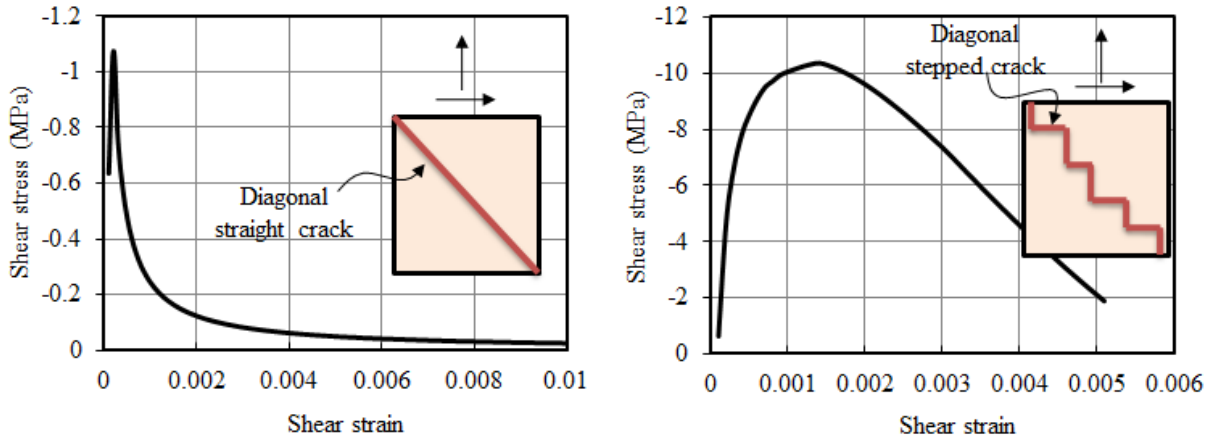 -1.2
-1
-0.8
-0.6
-0.4
-0.2
0
Shear stress (MPa)
Diagonal
straight crack
0 0.002 0.004 0.006 0.008 0.01
Shear strain
-12
-10
-8
-6
-4
-2
0
Shear stress (MPa)
Diagonal
stepped crack
0 0.001 0.002 0.003 0.004 0.005 0.006
Shear strain